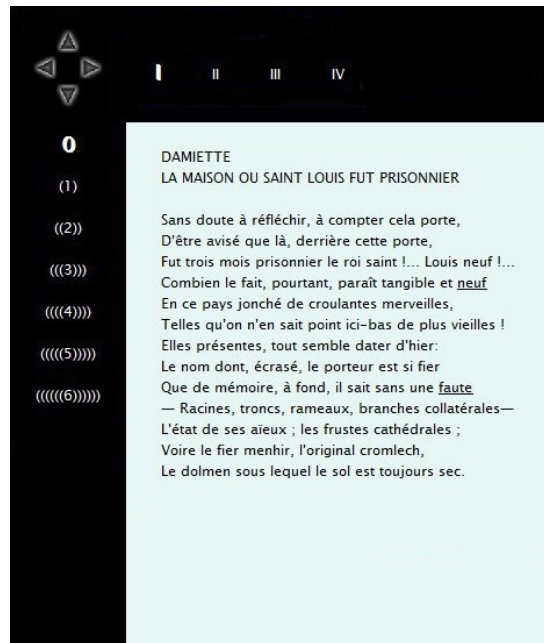 I II III IV
0
(1)
((2))
(((3)))
((((4))))
(((((5)))))
((((((6))))))
DAMIETTE
LA MAISON OU SAINT LOUIS FUT PRISONNIER
Sans doute à réfléchir, à compter cela porte,
D'être avisé que là, derrière cette porte,
Fut trois mois prisonnier le roi saint !... Louis neuf !...
Combien le fait, pourtant, paraît tangible et neuf
En ce pays jonché de croulantes merveilles,
Telles qu'on n'en sait point ici-bas de plus vieilles !
Elles présentes, tout semble dater d'hier:
Le nom dont, écrasé, le porteur est si fier
Que de mémoire, à fond, il sait sans une faute
— Racines, troncs, rameaux, branches collatérales—
L'état de ses aïeux ; les frustes cathédrales ;
Voire le fier menhir, l'original cromlech,
Le dolmen sous lequel le sol est toujours sec.